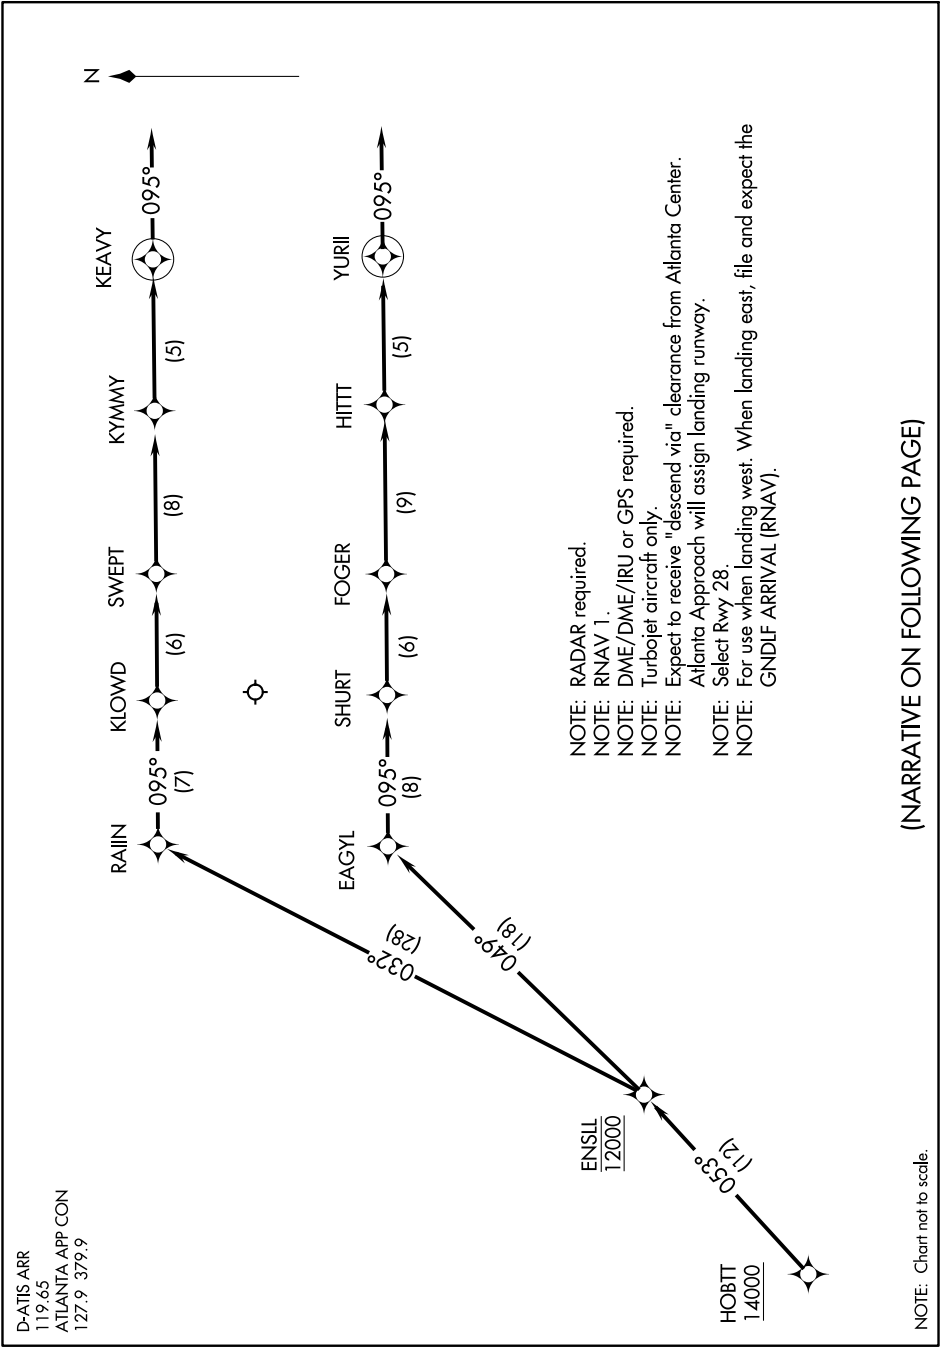 D-ATIS ARR
119.65
ATLANTA APP CON
127.9 379.9
N
RAIIN
095°
(7)
KLOWD
(6)
SWEPT
(8)
KYMMY
(5)
KEAVY
095°
EAGYL
095°
(8)
SHURT
(6)
FOGER
(9)
HITTT
(5)
YURII
095°
032°
(28)
049°
(18)
ENSLL
12000
053°
(12)
HOBTT
14000
NOTE: RADAR required.
NOTE: RNAV 1.
NOTE: DME/DME/IRU or GPS required.
NOTE: Turbojet aircraft only.
NOTE: Expect to receive "descend via" clearance from Atlanta Center.
Atlanta Approach will assign landing runway.
NOTE: Select Rwy 28.
NOTE: For use when landing west. When landing east, file and expect the
GNDLF ARRIVAL (RNAV).
(NARRATIVE ON FOLLOWING PAGE)
NOTE: Chart not to scale.